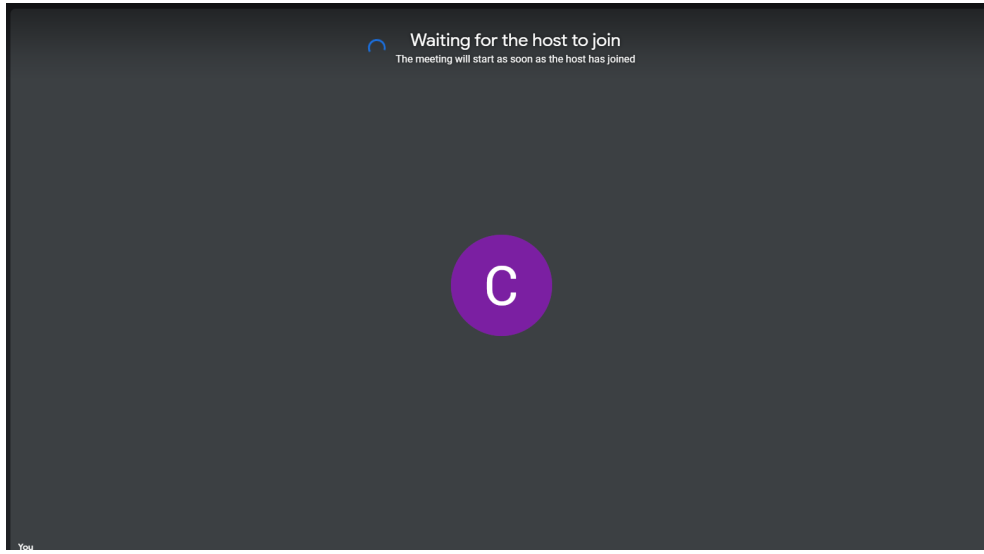 Waiting for the host to join
The meeting will start as soon as the host has joined
C
You